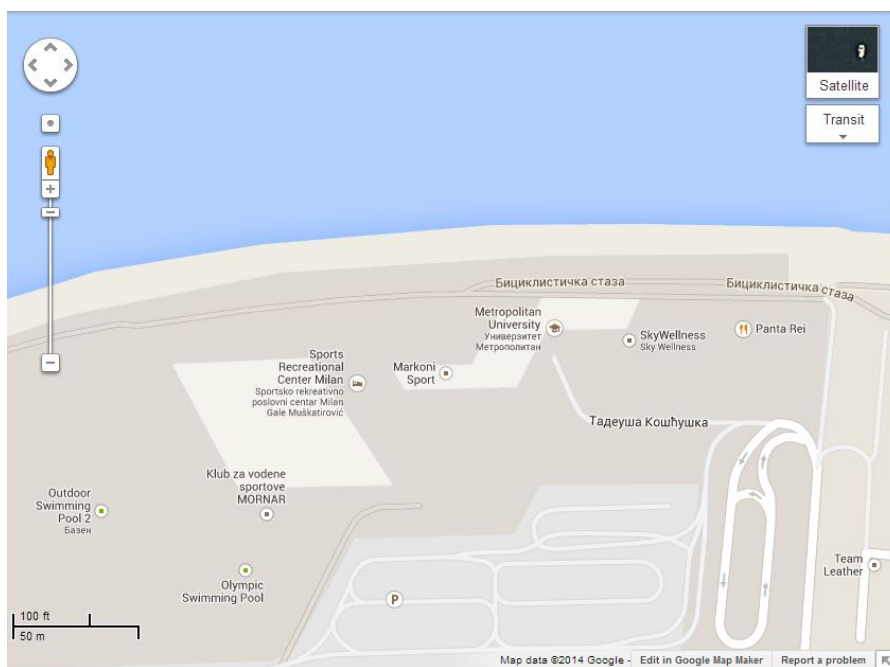 Satellite
Transit
Бициклистичка стаза
Бициклистичка стаза
Metropolitan
University
Универзитет
Метрополитан
SkyWellness
Sky Wellness
Panta Rei
Sports
Recreational
Center Milan
Sportsko rekreativno
poslovni centar Milan
Gale Muškatirović
Markoni
Sport
Тадеуша Кошћушка
Klub za vodene
sportove
MORNAR
Outdoor
Swimming
Pool 2
Базен
Olympic
Swimming Pool
P
Team
Leather
100 ft
50 m
Map data ©2014 Google - Edit in Google Map Maker Report a problem